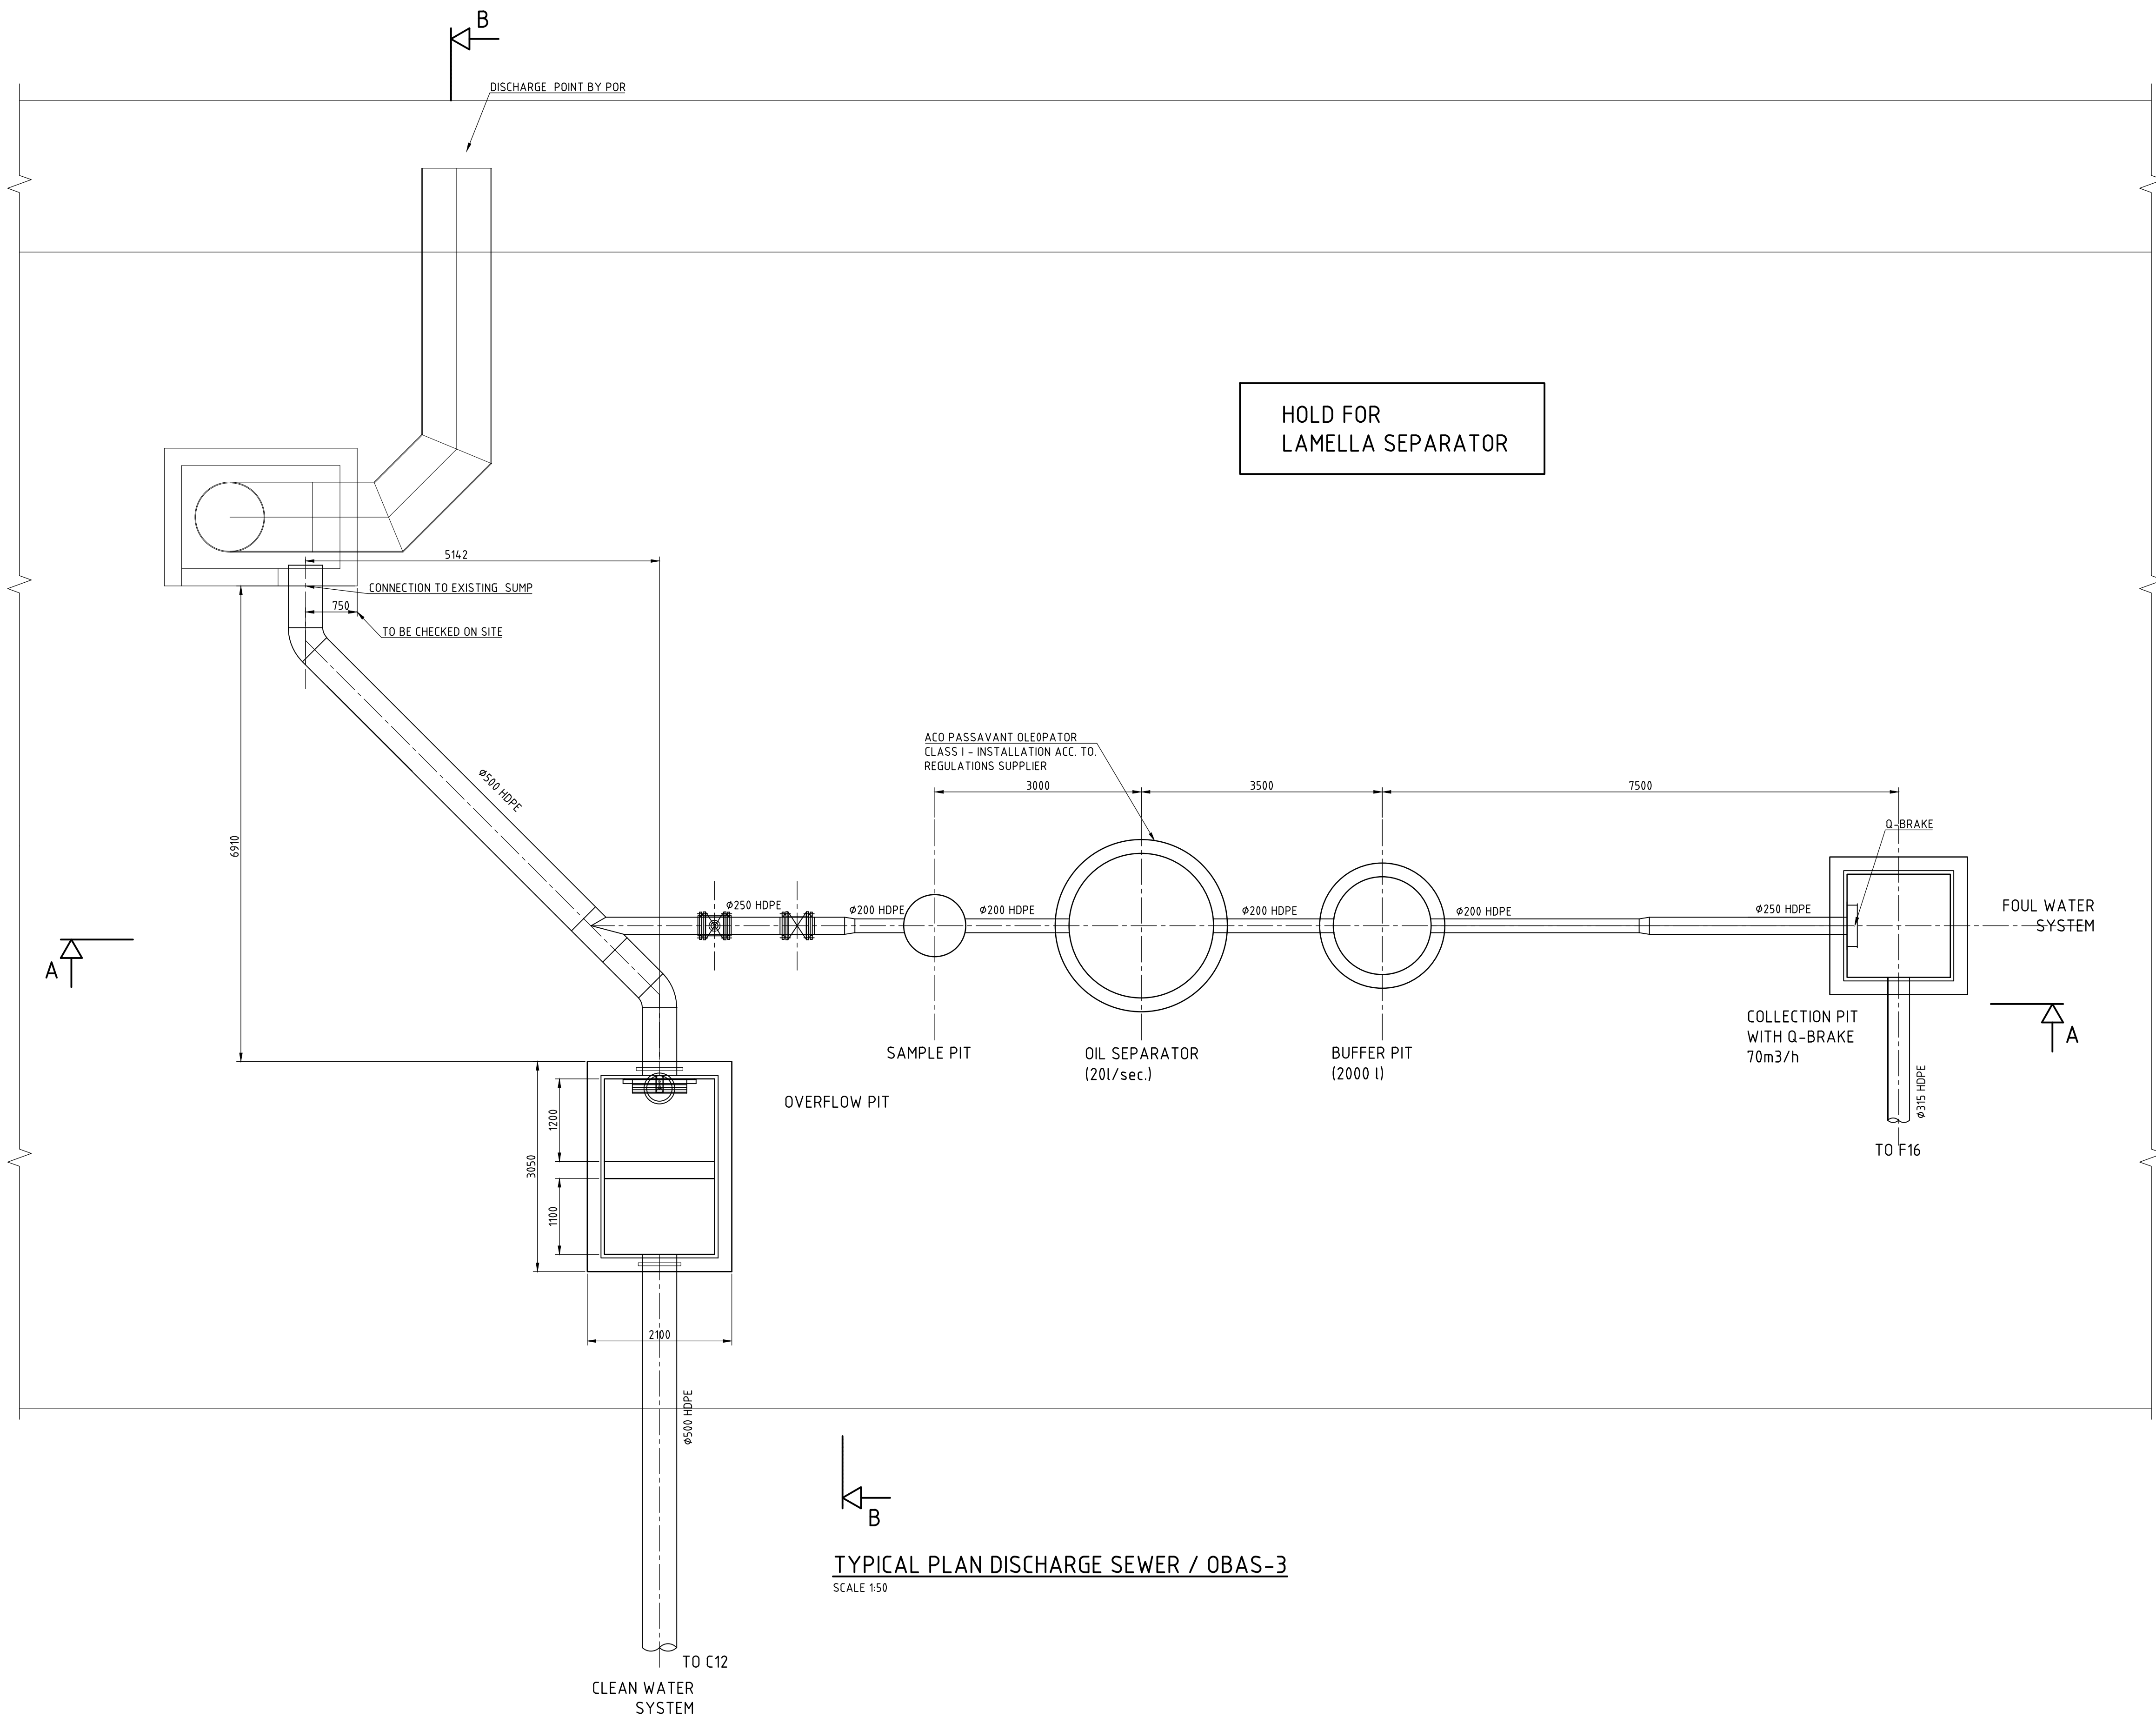 B
DISCHARGE POINT BY POR
HOLD FOR
LAMELLA SEPARATOR
5142
CONNECTION TO EXISTING SUMP
750
TO BE CHECKED ON SITE
ACO PASSAVANT OLEOPATOR
CLASS I - INSTALLATION ACC. TO.
REGULATIONS SUPPLIER
3000
3500
7500
ø500 HDPE
6910
Q-BRAKE
ø250 HDPE
ø200 HDPE
ø200 HDPE
ø200 HDPE
ø200 HDPE
ø250 HDPE
FOUL WATER
SYSTEM
A
A
SAMPLE PIT
OIL SEPARATOR
(20l/sec.)
BUFFER PIT
(2000 l)
COLLECTION PIT
WITH Q-BRAKE
70m3/h
ø315 HDPE
TO F16
OVERFLOW PIT
1200
3050
1100
2100
ø500 HDPE
B
TYPICAL PLAN DISCHARGE SEWER / OBAS-3
SCALE 1:50
TO C12
CLEAN WATER
SYSTEM